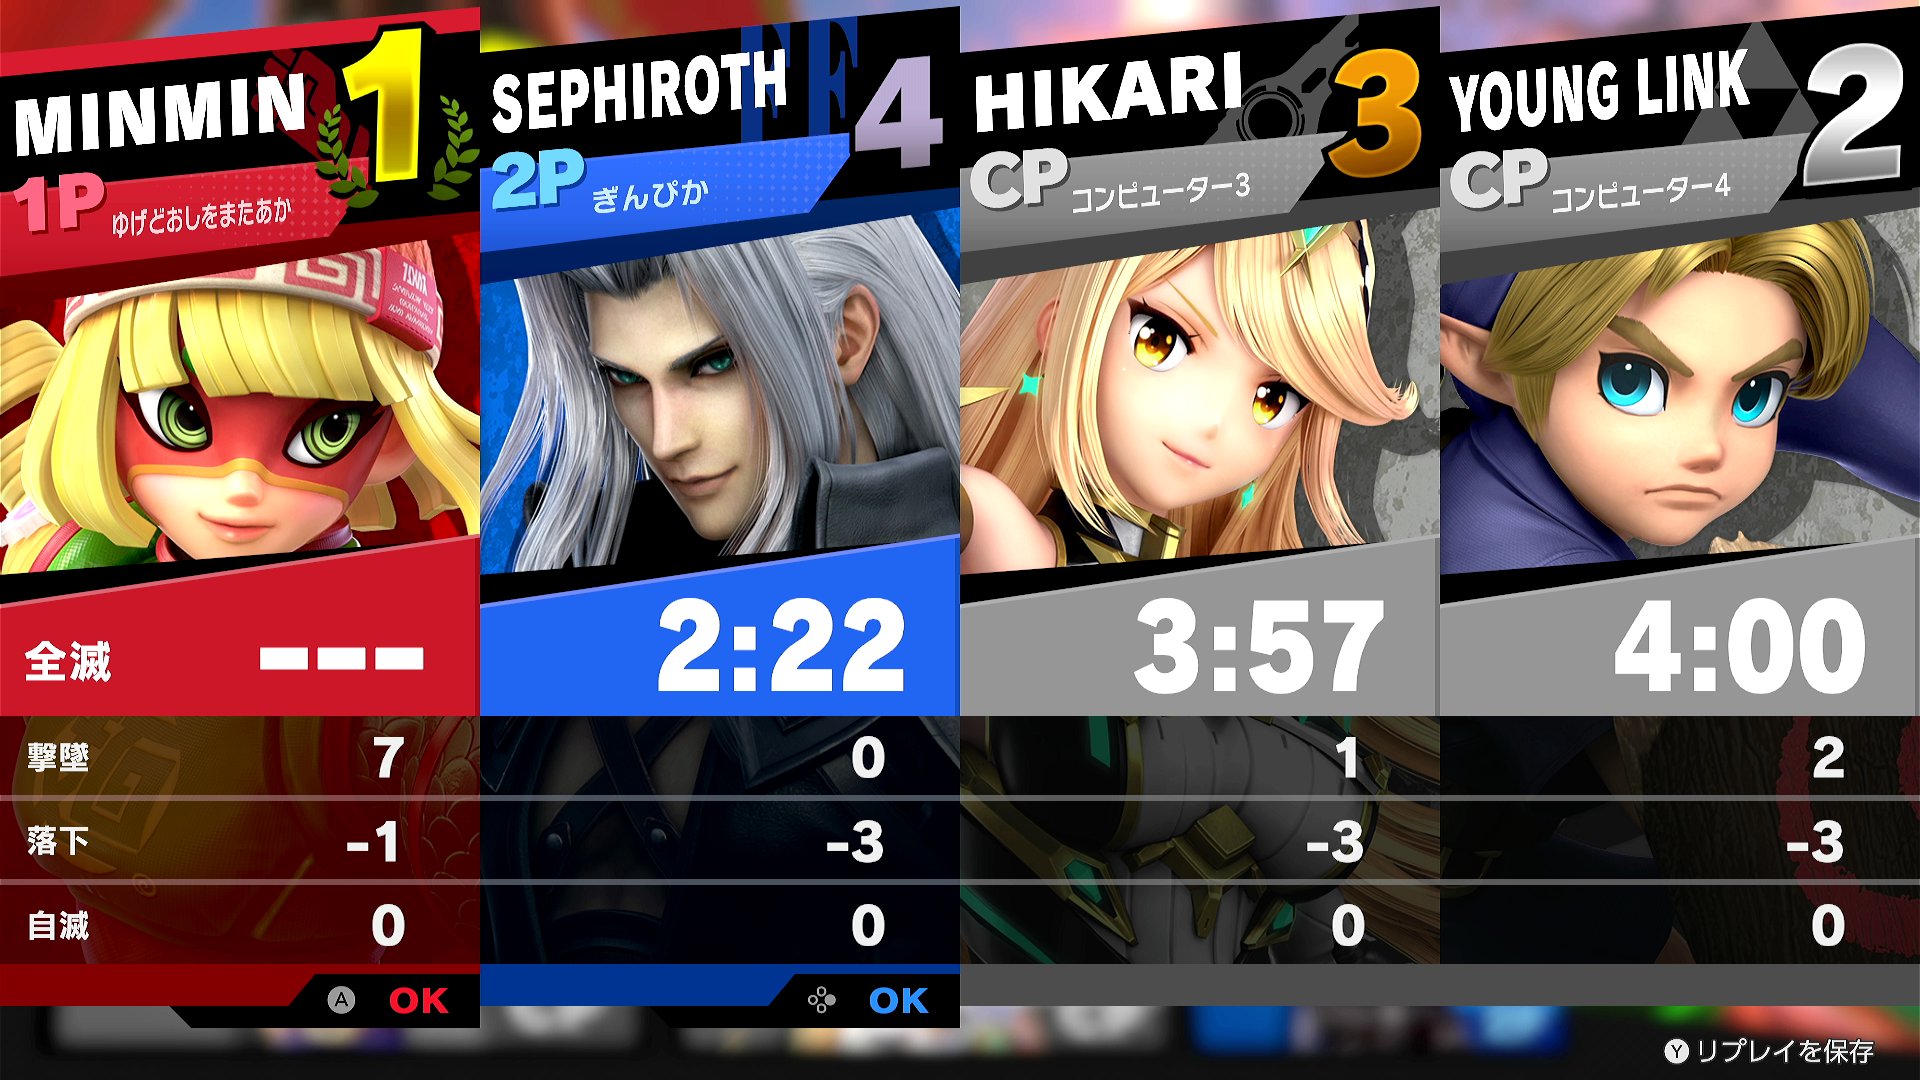 MINMIN
1
1P ゆげどおしをまたあか
SEPHIROTH
4
2P ぎんぴか
HIKARI
3
CP コンピューター3
YOUNG LINK
2
CP コンピューター4
全滅 ---
2:22
3:57
4:00
撃墜 7 0 1 2
落下 -1 -3 -3 -3
自滅 0 0 0 0
A OK
OK
Y リプレイを保存